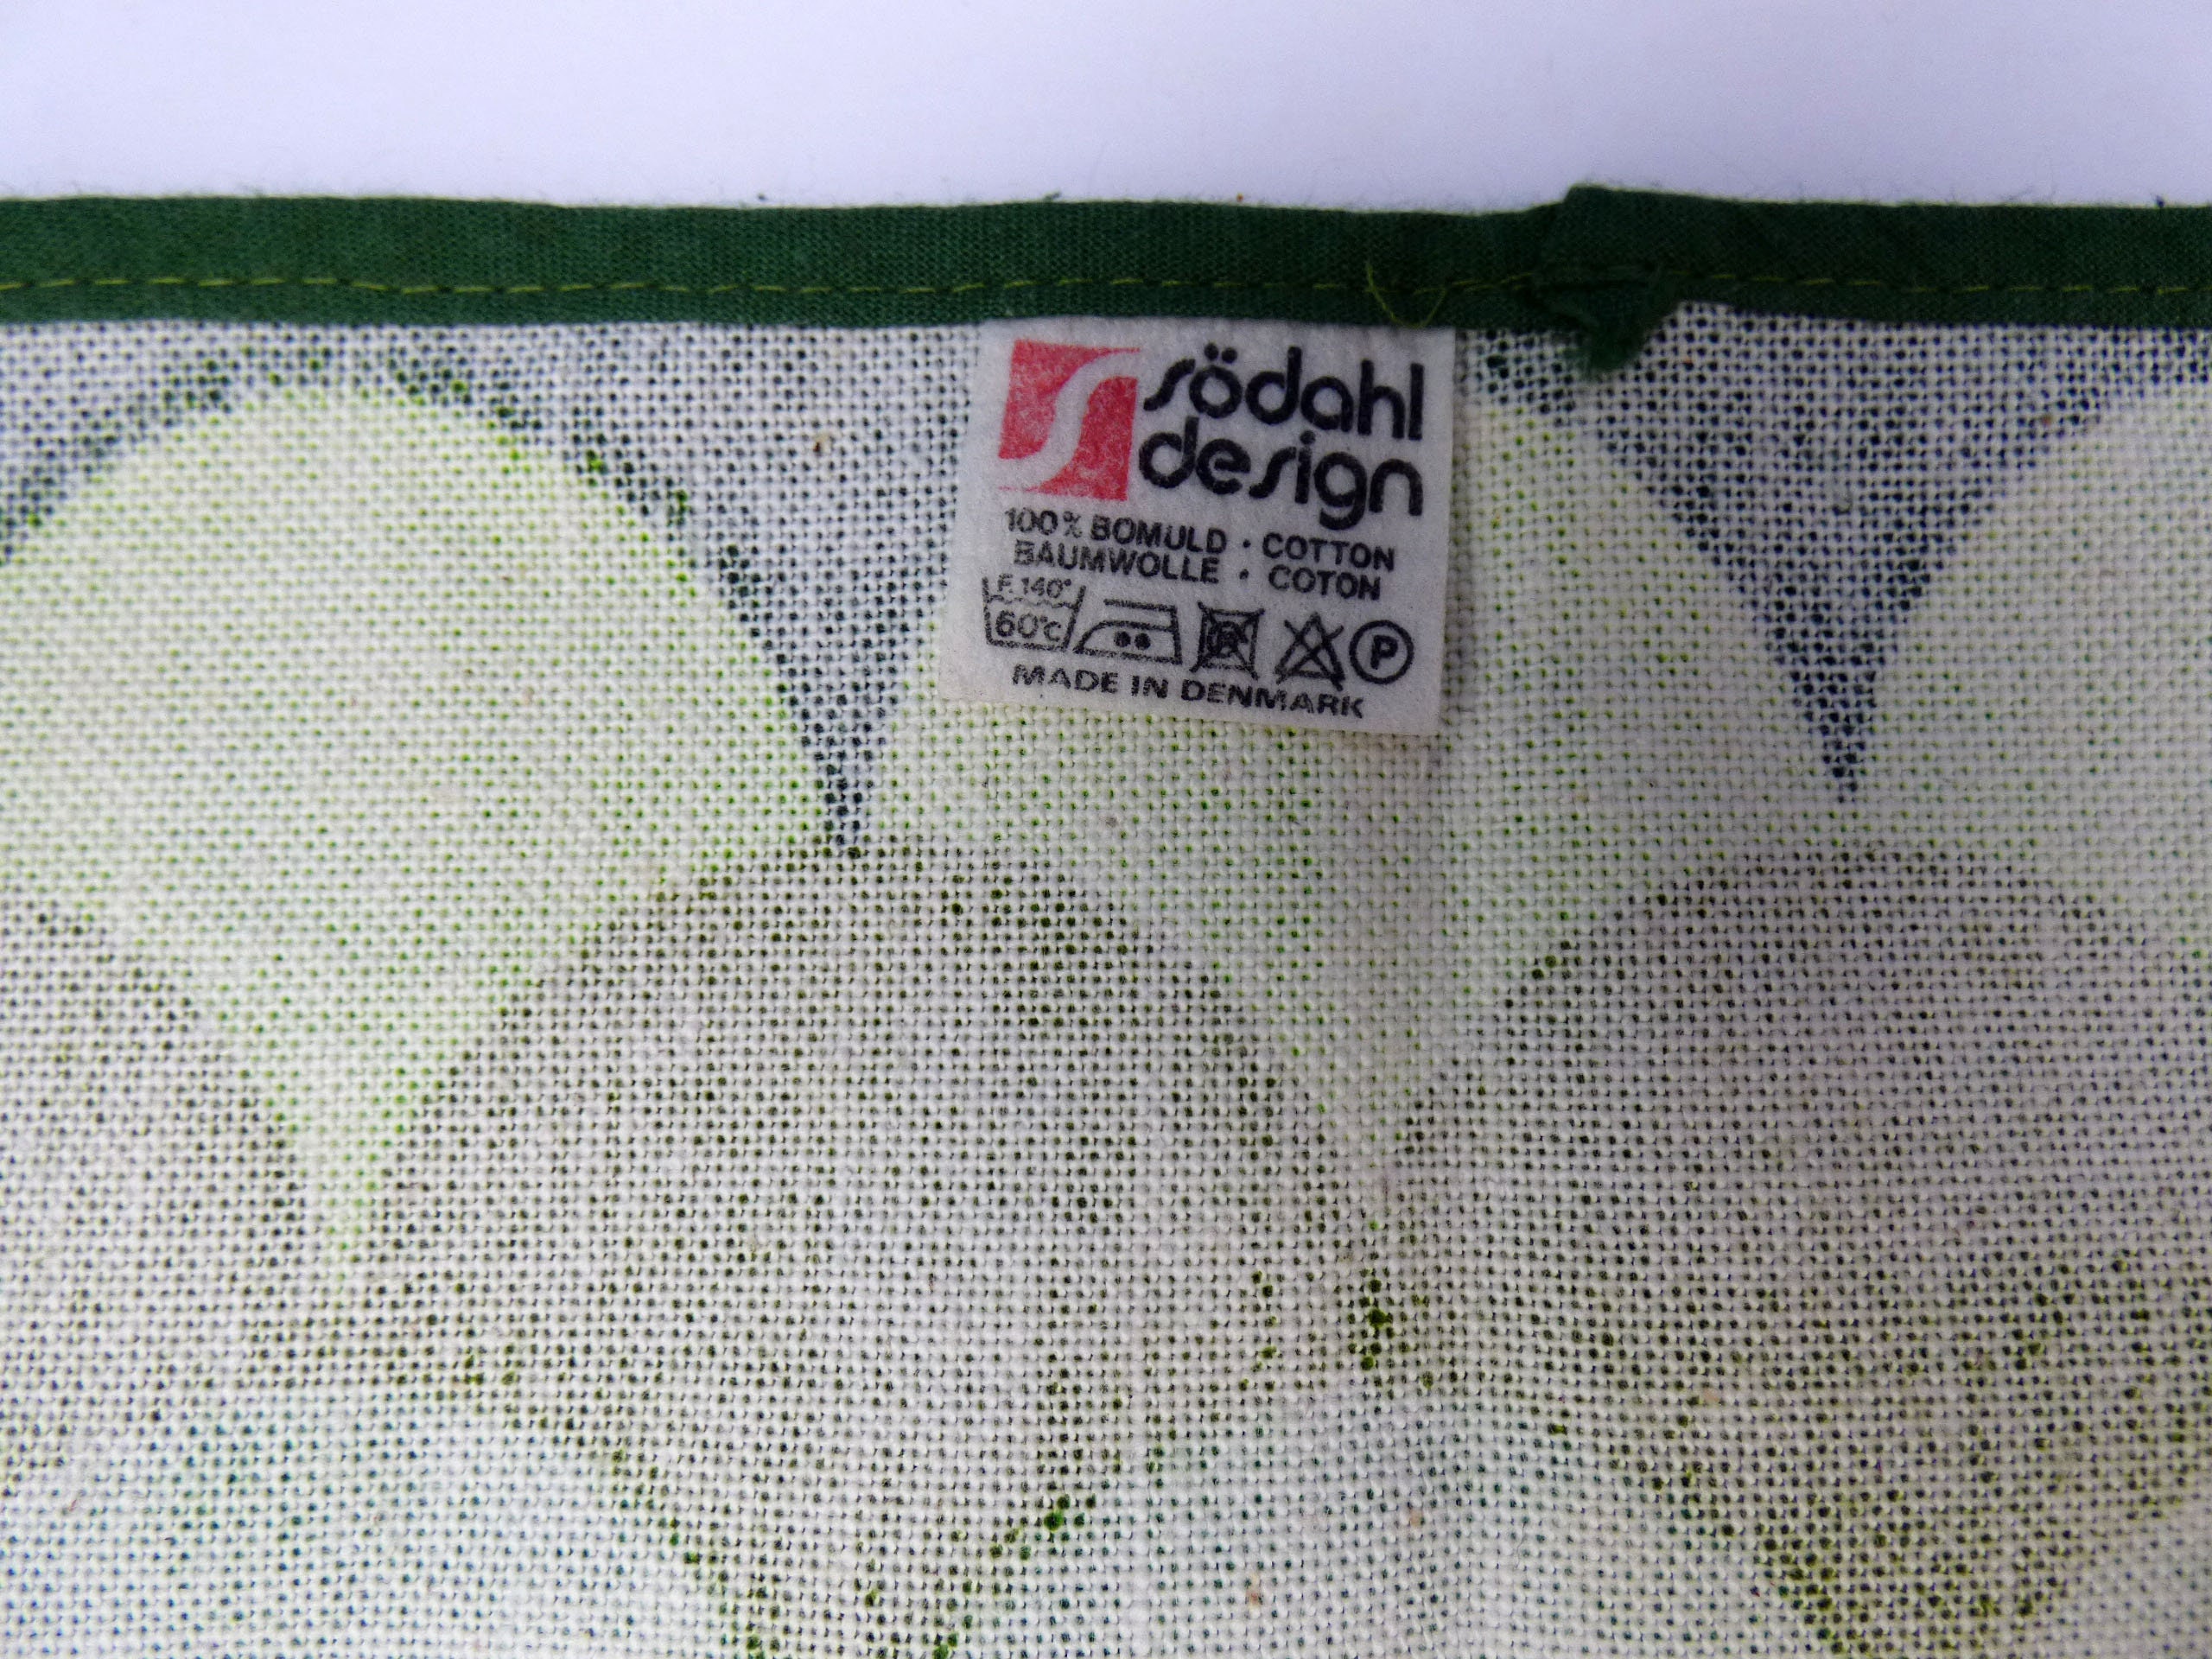 södahl
design
100% BOMULD · COTTON
BAUMWOLLE · COTON
F. 140°
60°C
P
MADE IN DENMARK